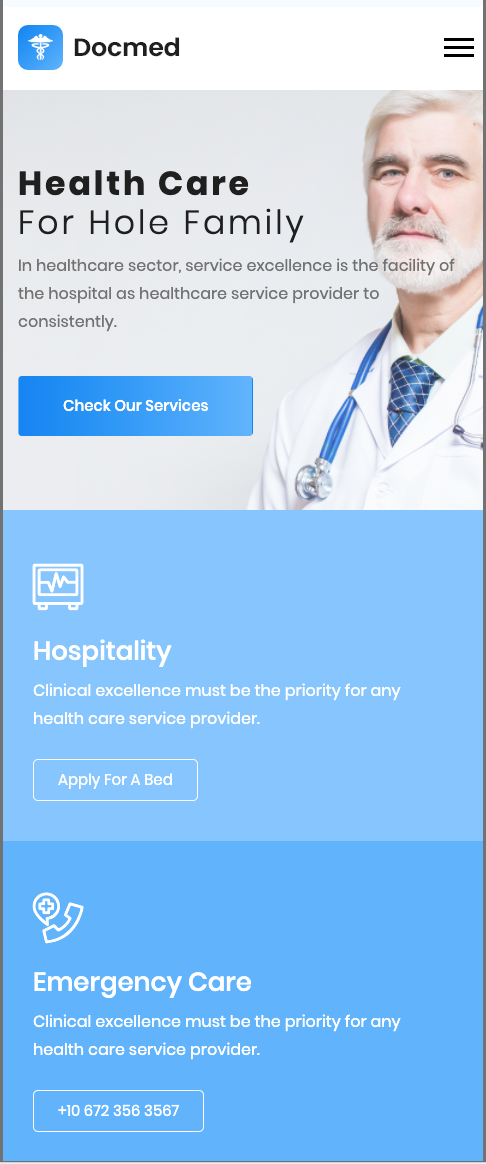 Docmed
Health Care
For Hole Family
In healthcare sector, service excellence is the facility of
the hospital as healthcare service provider to
consistently.
Check Our Services
Hospitality
Clinical excellence must be the priority for any
health care service provider.
Apply For A Bed
Emergency Care
Clinical excellence must be the priority for any
health care service provider.
+10 672 356 3567